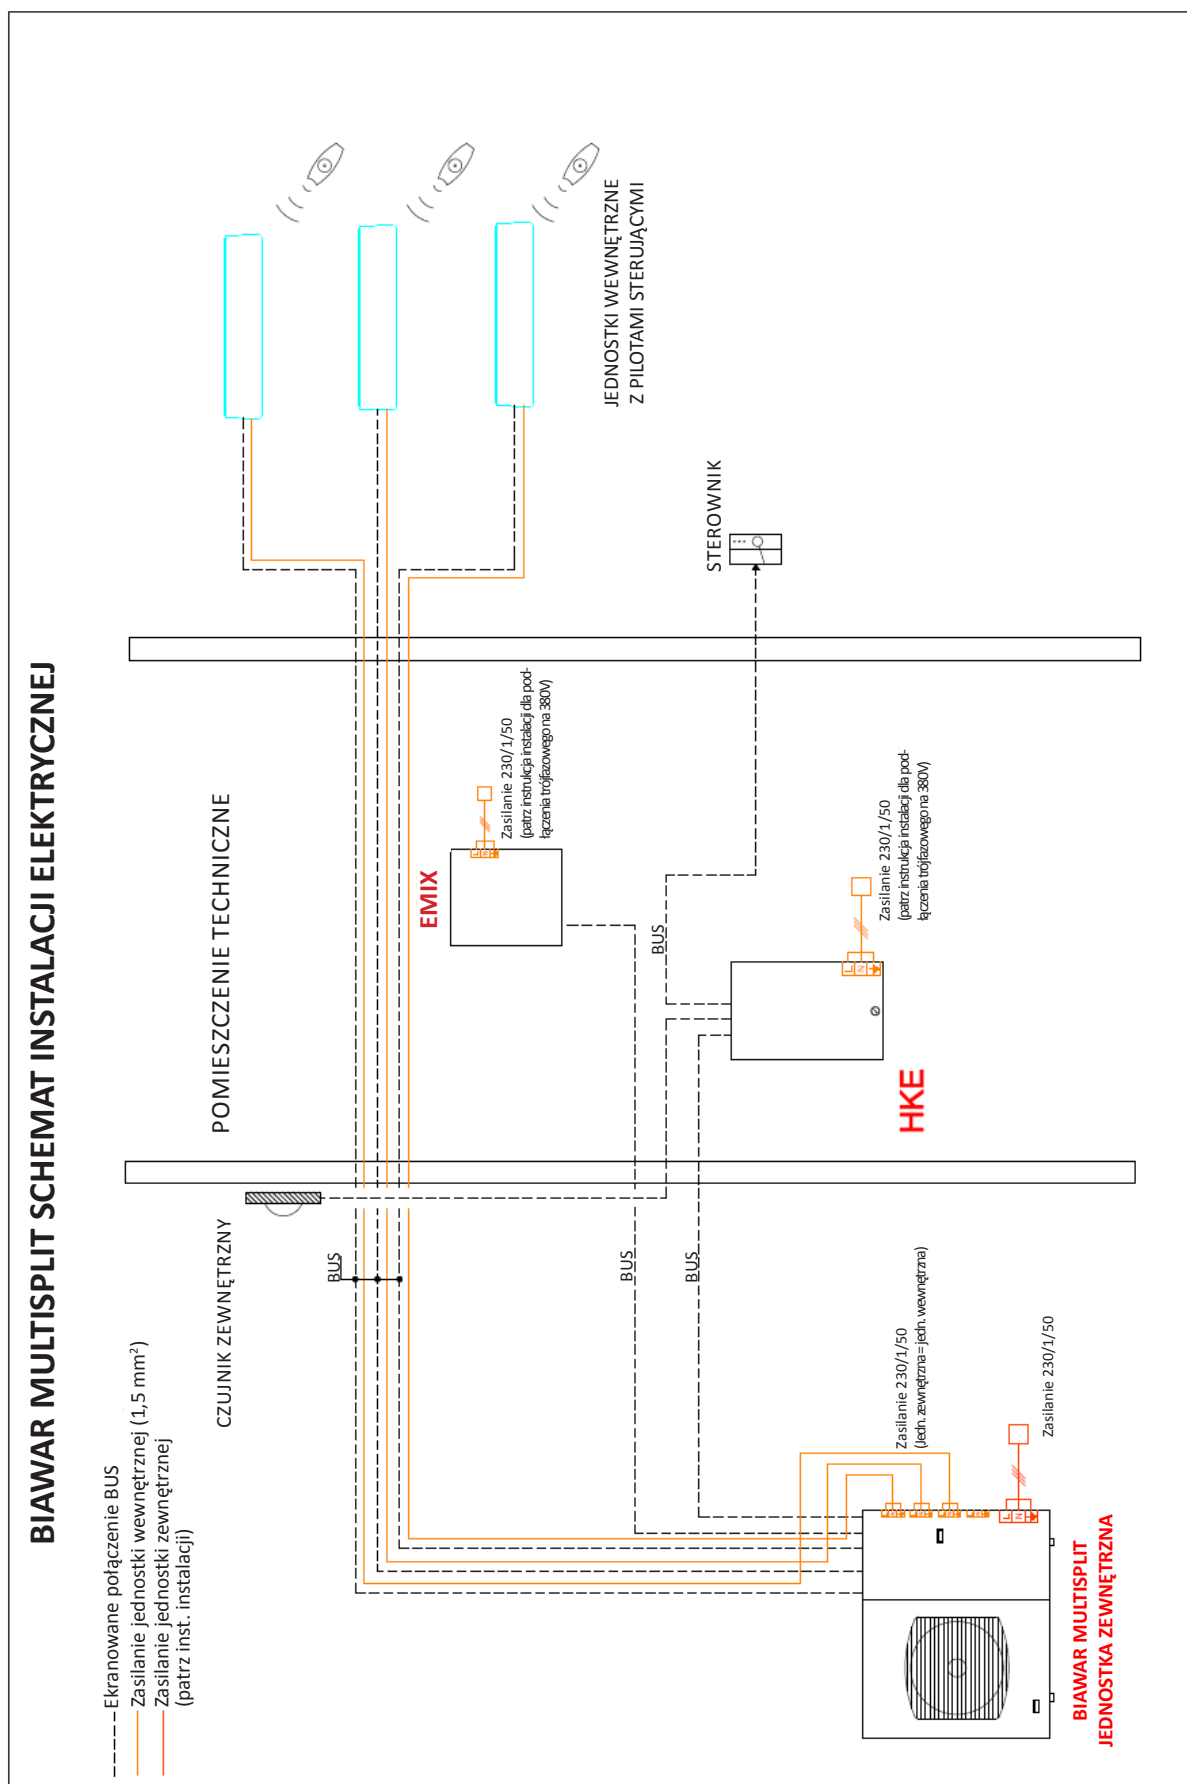 BIAWAR MULTISPLIT SCHEMAT INSTALACJI ELEKTRYCZNEJ
Ekranowane połączenie BUS
Zasilanie jednostki wewnętrznej (1,5 mm²)
Zasilanie jednostki zewnętrznej
(patrz inst. instalacji)
CZUJNIK ZEWNĘTRZNY
POMIESZCZENIE TECHNICZNE
JEDNOSTKI WEWNĘTRZNE
Z PILOTAMI STERUJĄCYMI
BUS
EMIX
L
N
Zasilanie 230/1/50
(patrz instrukcja instalacji dla pod-
łączenia trójfazowego na 380V)
STEROWNIK
BUS
BUS
BUS
HKE
L
N
Zasilanie 230/1/50
(patrz instrukcja instalacji dla pod-
łączenia trójfazowego na 380V)
Zasilanie 230/1/50
(Jedn. zewnętrzna = jedn. wewnętrzna)
L
N
Zasilanie 230/1/50
BIAWAR MULTISPLIT
JEDNOSTKA ZEWNĘTRZNA